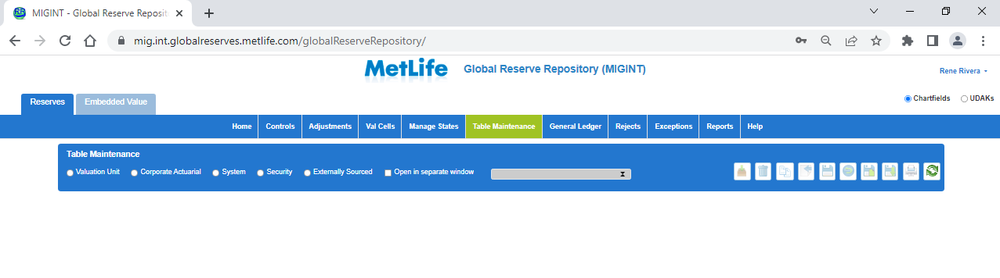 MIGINT - Global Reserve Reposit
mig.int.globalreserves.metlife.com/globalReserveRepository/
MetLife Global Reserve Repository (MIGINT)
Rene Rivera
Reserves Embedded Value
Chartfields UDAKs
Home Controls Adjustments Val Cells Manage States Table Maintenance General Ledger Rejects Exceptions Reports Help
Table Maintenance
Valuation Unit Corporate Actuarial System Security Externally Sourced Open in separate window